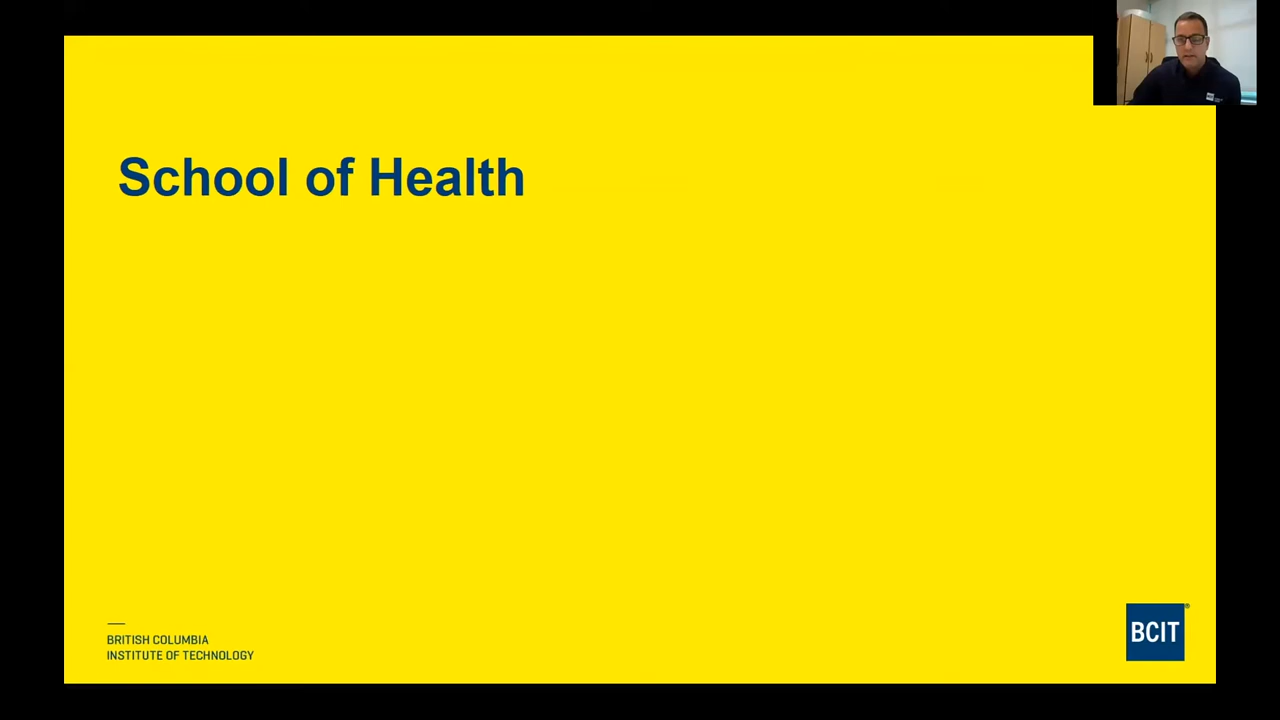 School of Health
BRITISH COLUMBIA
INSTITUTE OF TECHNOLOGY
BCIT